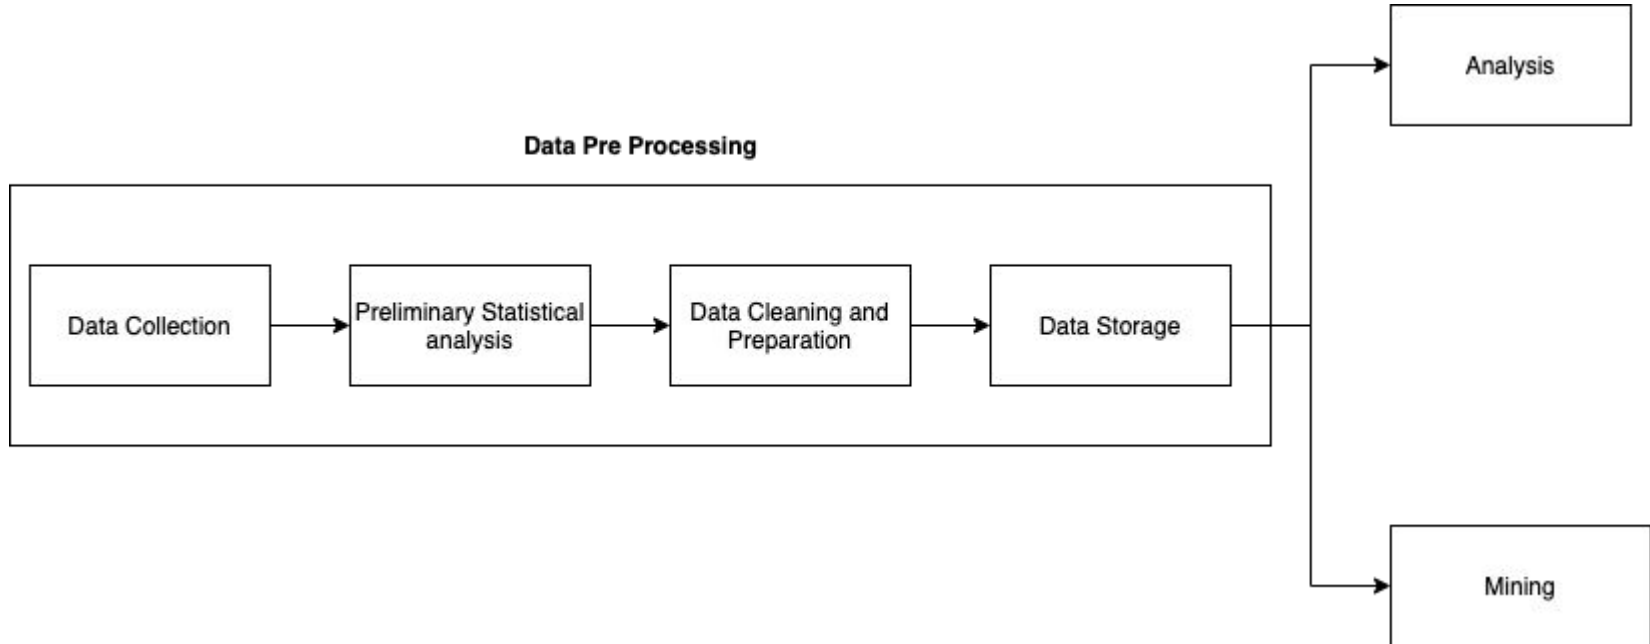 Analysis
Data Pre Processing
Data Collection
Preliminary Statistical
analysis
Data Cleaning and
Preparation
Data Storage
Mining